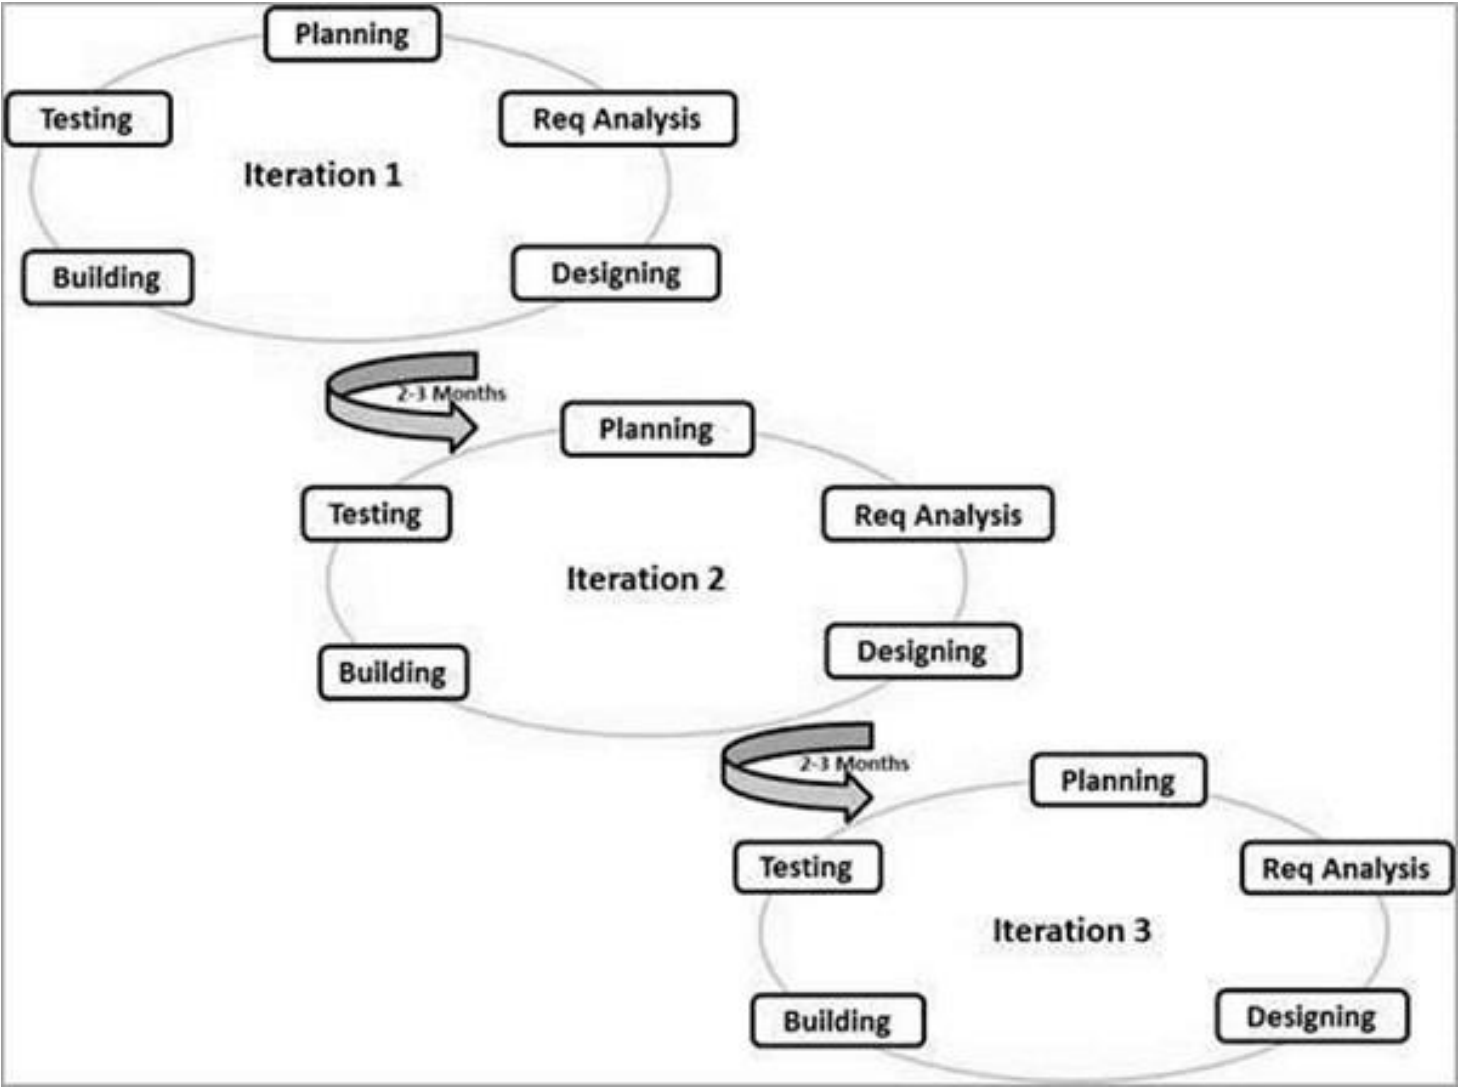 Planning
Testing
Req Analysis
Iteration 1
Building
Designing
2-3 Months
Planning
Testing
Req Analysis
Iteration 2
Building
Designing
2-3 Months
Planning
Testing
Req Analysis
Iteration 3
Building
Designing